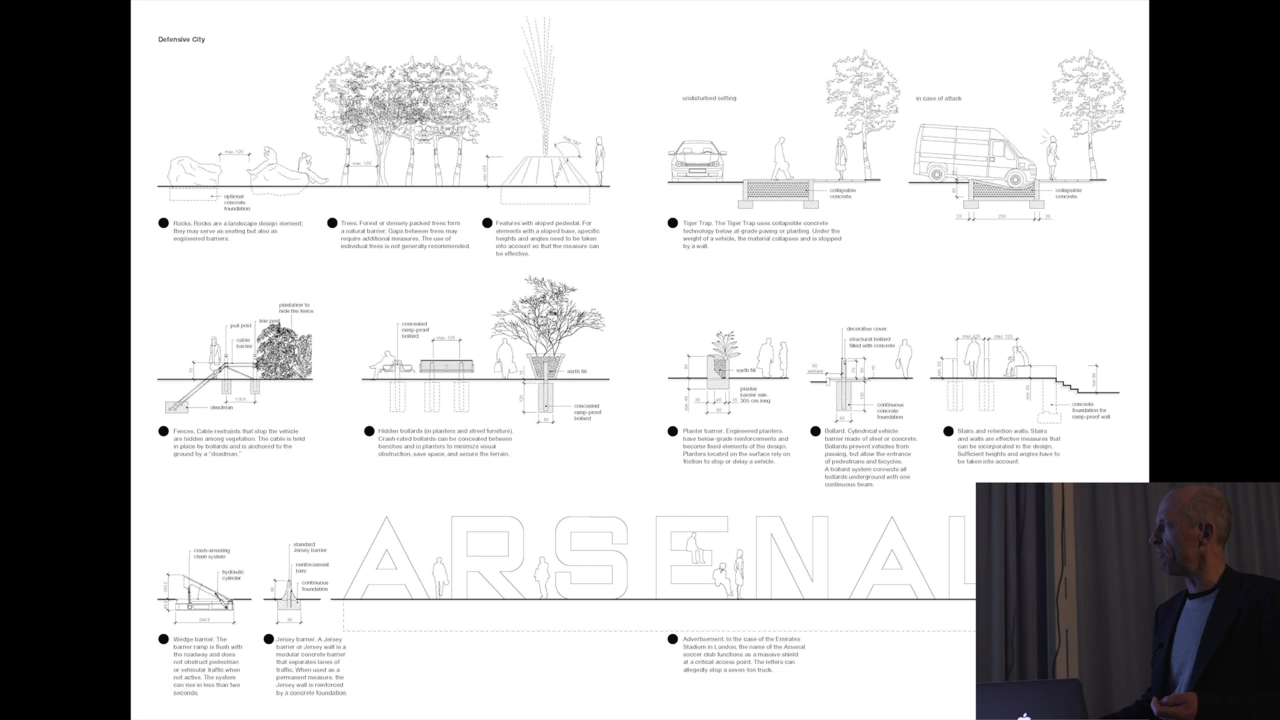 Defensive City
max. 120
optional
concrete
foundation
Rocks. Rocks are a landscape design element;
they may serve as seating but also as
engineered barriers.
max. 120
Trees. Forest or densely packed trees form
a natural barrier. Gaps between trees may
require additional measures. The use of
individual trees is not generally recommended.
Features with sloped pedestal. For
elements with a sloped base, specific
heights and angles need to be taken
into account so that the measure can
be effective.
undisturbed setting
collapsible
concrete
in case of attack
collapsible
concrete
Tiger Trap. The Tiger Trap uses collapsible concrete
technology below at-grade paving or planting. Under the
weight of a vehicle, the material collapses and is stopped
by a wall.
plantation to
hide the fence
line post
pull post
cable
barrier
deadman
Fences. Cable restraints that stop the vehicle
are hidden among vegetation. The cable is held
in place by bollards and is anchored to the
ground by a "deadman."
concealed
ramp-proof
bollard
max. 120
earth fill
concealed
ramp-proof
bollard
Hidden bollards (in planters and street furniture).
Crash-rated bollards can be concealed between
benches and in planters to minimize visual
obstruction, save space, and secure the terrain.
earth fill
planter
barrier min.
305 cm long
Planter barrier. Engineered planters
have below-grade reinforcements and
become fixed elements of the design.
Planters located on the surface rely on
friction to stop or delay a vehicle.
decorative cover
structural bollard
filled with concrete
continuous
concrete
foundation
Bollard. Cylindrical vehicle
barrier made of steel or concrete.
Bollards prevent vehicles from
passing, but allow the entrance
of pedestrians and bicycles.
A bollard system connects all
bollards underground with one
continuous beam.
max. 120
concrete
foundation for
ramp-proof wall
Stairs and retention walls. Stairs
and walls are effective measures that
can be incorporated in the design.
Sufficient heights and angles have to
be taken into account.
crash-arresting
chain system
hydraulic
cylinder
Wedge barrier. The
barrier ramp is flush with
the roadway and does
not obstruct pedestrian
or vehicular traffic when
not active. The system
can rise in less than two
seconds.
standard
Jersey barrier
reinforcement
bars
continuous
foundation
Jersey barrier. A Jersey
barrier or Jersey wall is a
modular concrete barrier
that separates lanes of
traffic. When used as a
permanent measure, the
Jersey wall is reinforced
by a concrete foundation.
ARSENAL
Advertisement. In the case of the Emirates
Stadium in London, the name of the Arsenal
soccer club functions as a massive shield
at a critical access point. The letters can
allegedly stop a seven-ton truck.